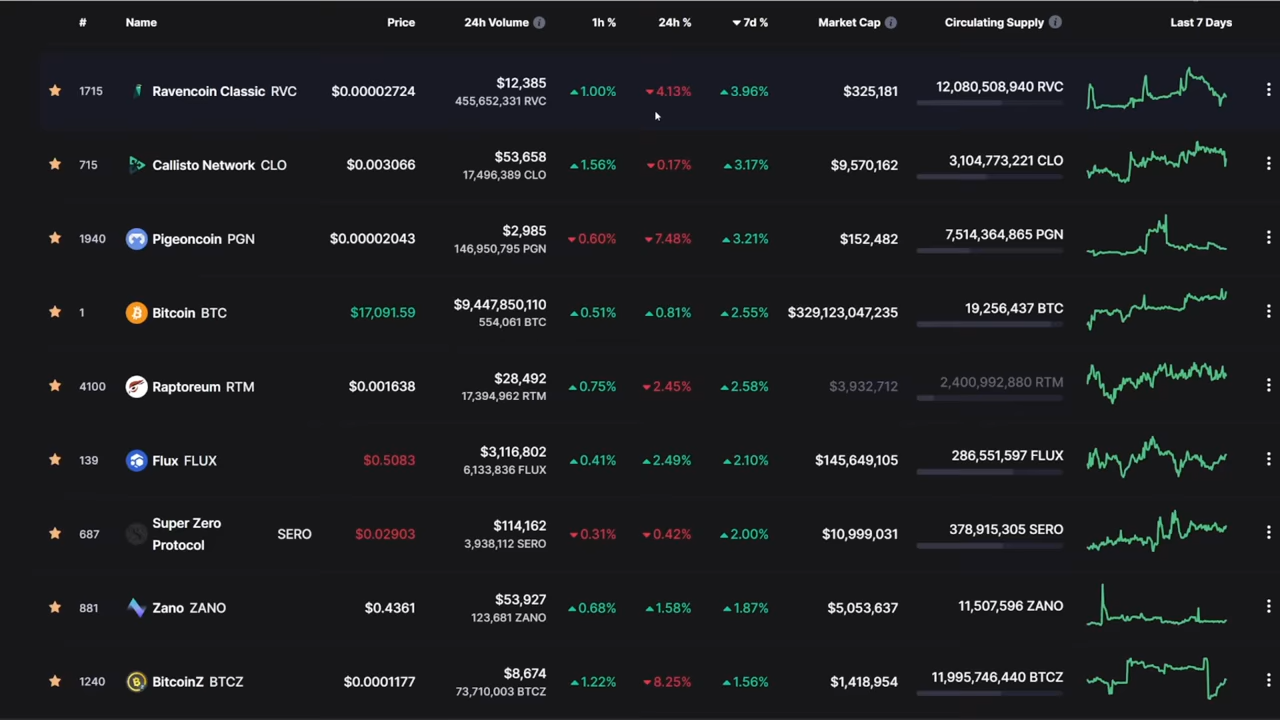 # Name Price 24h Volume 1h % 24h % 7d % Market Cap Circulating Supply Last 7 Days
1715 Ravencoin Classic RVC $0.00002724 $12,385 1.00% 4.13% 3.96% $325,181 12,080,508,940 RVC
455,652,331 RVC
715 Callisto Network CLO $0.003066 $53,658 1.56% 0.17% 3.17% $9,570,162 3,104,773,221 CLO
17,496,389 CLO
1940 Pigeoncoin PGN $0.00002043 $2,985 0.60% 7.48% 3.21% $152,482 7,514,364,865 PGN
146,950,795 PGN
1 Bitcoin BTC $17,091.59 $9,447,850,110 0.51% 0.81% 2.55% $329,123,047,235 19,256,437 BTC
554,061 BTC
4100 Raptoreum RTM $0.001638 $28,492 0.75% 2.45% 2.58% $3,932,712 2,400,992,880 RTM
17,394,962 RTM
139 Flux FLUX $0.5083 $3,116,802 0.41% 2.49% 2.10% $145,649,105 286,551,597 FLUX
6,133,836 FLUX
687 Super Zero Protocol SERO $0.02903 $114,162 0.31% 0.42% 2.00% $10,999,031 378,915,305 SERO
3,938,112 SERO
881 Zano ZANO $0.4361 $53,927 0.68% 1.58% 1.87% $5,053,637 11,507,596 ZANO
123,681 ZANO
1240 BitcoinZ BTCZ $0.0001177 $8,674 1.22% 8.25% 1.56% $1,418,954 11,995,746,440 BTCZ
73,710,003 BTCZ